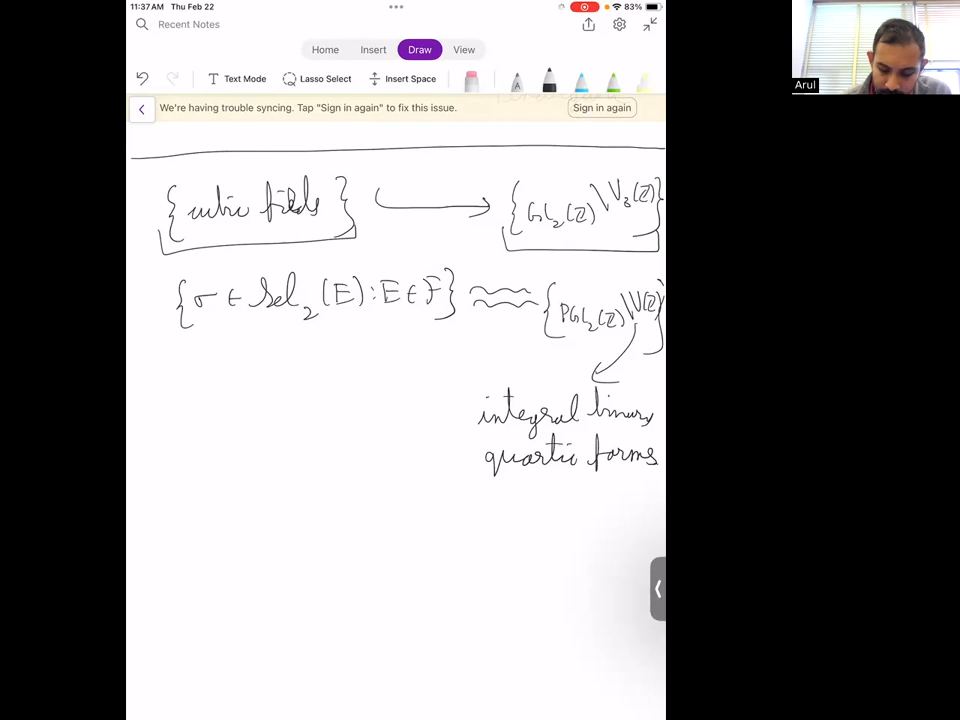 11:37 AM Thu Feb 22
83%
Recent Notes
Home Insert Draw View
T Text Mode Lasso Select Insert Space
We're having trouble syncing. Tap "Sign in again" to fix this issue. Sign in again
Arul
{cubic fields} ⟶ {GL₂(Z)\V₃(Z)}
{σ ∈ Sel₂(E) : E ∈ F} ≈ {PGL₂(Z)\V(Z)}
integral binary
quartic forms